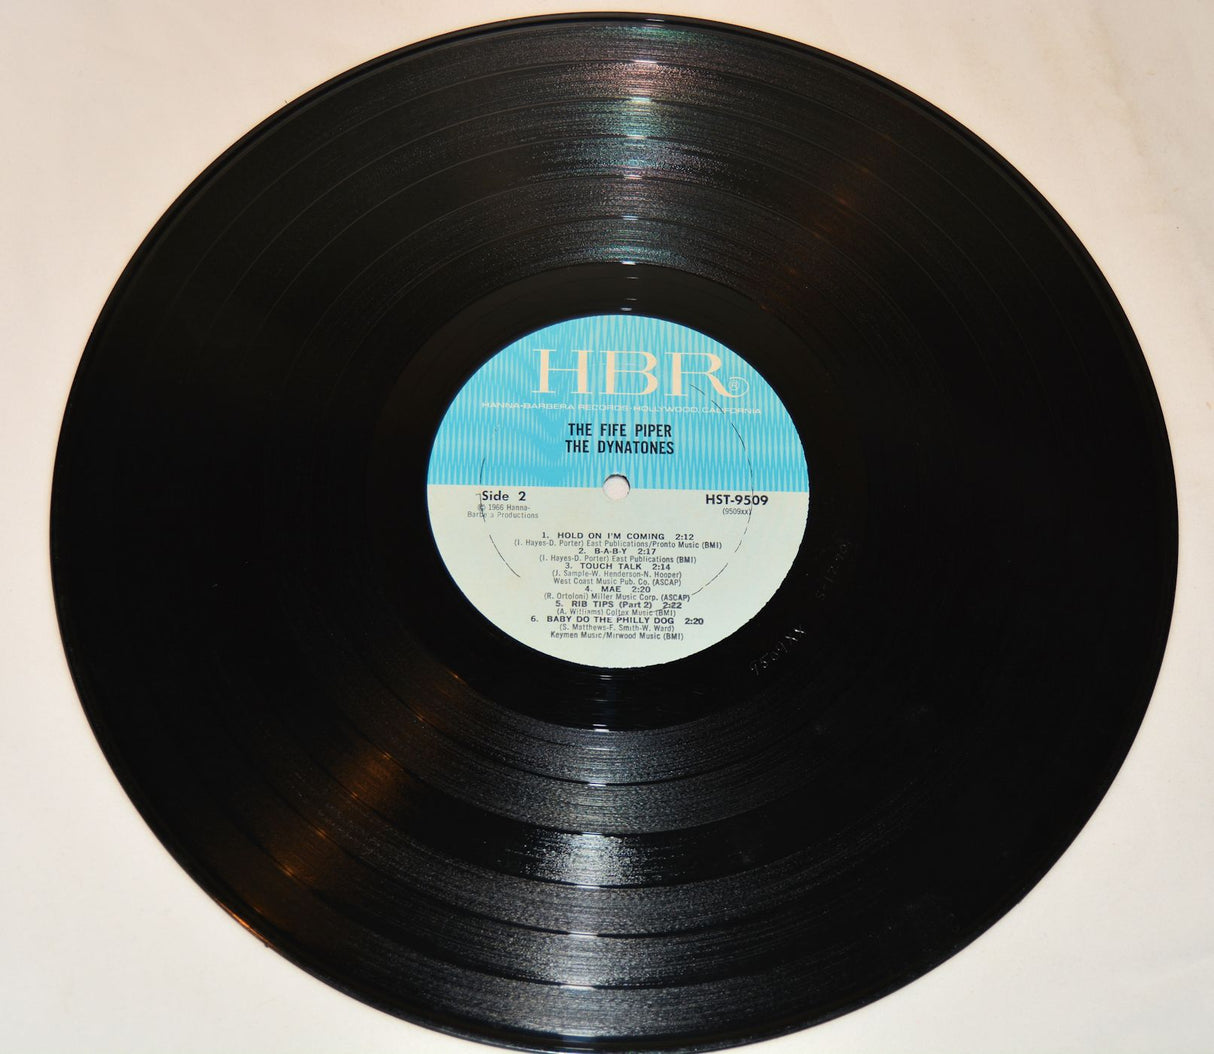 HBR®
HANNA-BARBERA RECORDS · HOLLYWOOD, CALIFORNIA
THE FIFE PIPER
THE DYNATONES
Side 2
© 1966 Hanna-
Barbera Productions
HST-9509
(9509xx)
1. HOLD ON I'M COMING 2:12
(I. Hayes-D. Porter) East Publications/Pronto Music (BMI)
2. B-A-B-Y 2:17
(I. Hayes-D. Porter) East Publications (BMI)
3. TOUCH TALK 2:14
(J. Sample-W. Henderson-N. Hooper)
West Coast Music Pub. Co. (ASCAP)
4. MAE 2:20
(R. Ortoloni) Miller Music Corp. (ASCAP)
5. RIB TIPS (Part 2) 2:22
(A. Williams) Coltex Music (BMI)
6. BABY DO THE PHILLY DOG 2:20
(S. Matthews-F. Smith-W. Ward)
Keymen Music/Mirwood Music (BMI)
9509XX